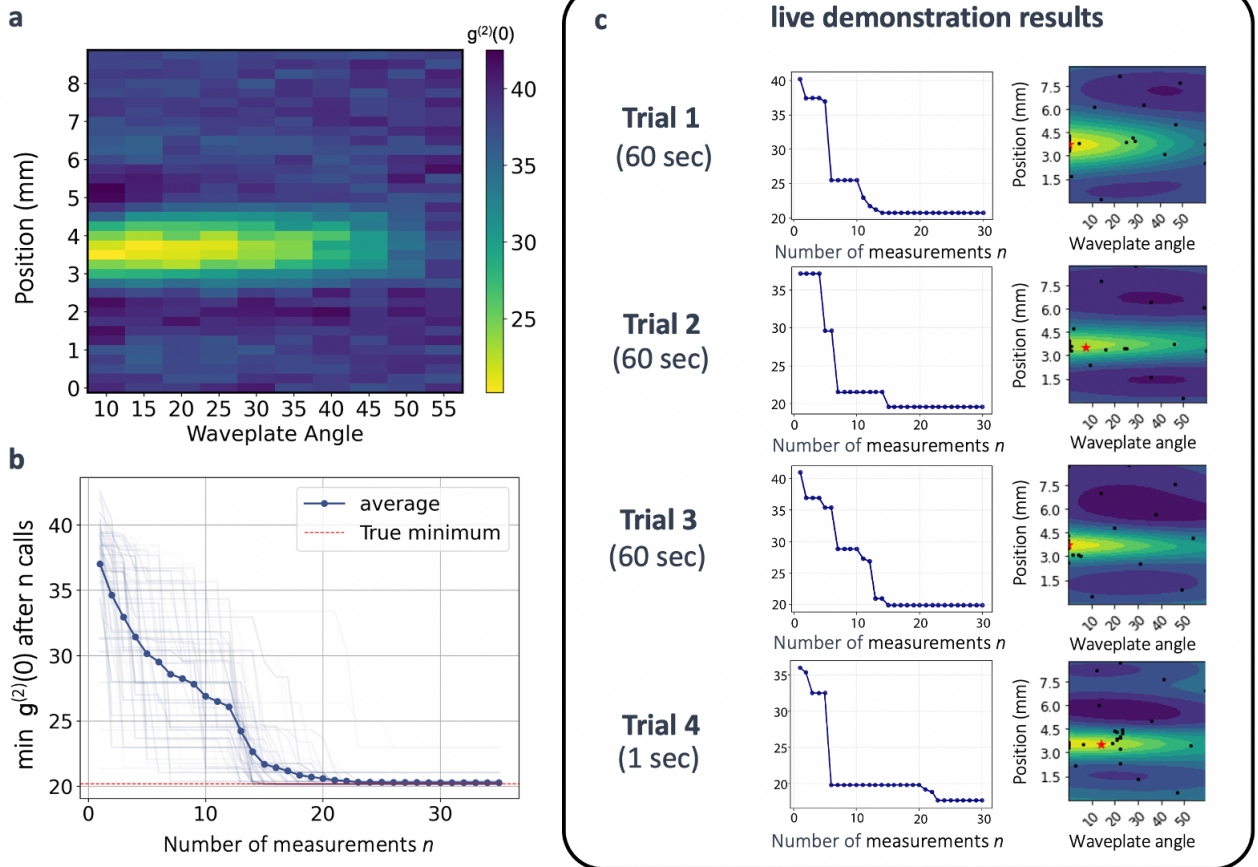 a
g(2)(0)
8
7
6
5
4
3
2
1
0
40
35
30
25
Position (mm)
10 15 20 25 30 35 40 45 50 55
Waveplate Angle
b
average
True minimum
40
35
30
25
20
min g(2)(0) after n calls
0 10 20 30
Number of measurements n
c
live demonstration results
Trial 1
(60 sec)
40
35
30
25
20
0 10 20 30
Number of measurements n
Position (mm)
7.5
6.0
4.5
3.0
1.5
10 20 30 40 50
Waveplate angle
Trial 2
(60 sec)
35
30
25
20
0 10 20 30
Number of measurements n
Position (mm)
7.5
4.5
3.0
1.5
10 20 30 40 50
Waveplate angle
Trial 3
(60 sec)
40
35
30
25
20
0 10 20 30
Number of measurements n
Position (mm)
7.5
4.5
3.0
1.5
10 20 30 40 50
Waveplate angle
Trial 4
(1 sec)
35
30
25
20
0 10 20 30
Number of measurements n
Position (mm)
7.5
4.5
3.0
1.5
10 20 30 40 50
Waveplate angle